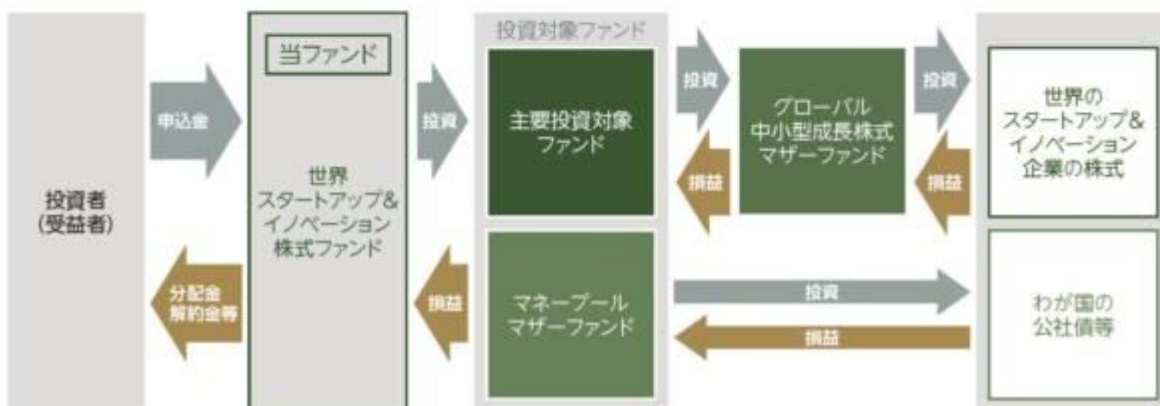 投資対象ファンド
当ファンド
申込金
投資
主要投資対象
ファンド
投資
グローバル
中小型成長株式
マザーファンド
投資
世界の
スタートアップ&
イノベーション
企業の株式
投資者
(受益者)
世界
スタートアップ&
イノベーション
株式ファンド
損益
損益
分配金
解約金等
損益
マネープール
マザーファンド
投資
損益
わが国の
公社債等